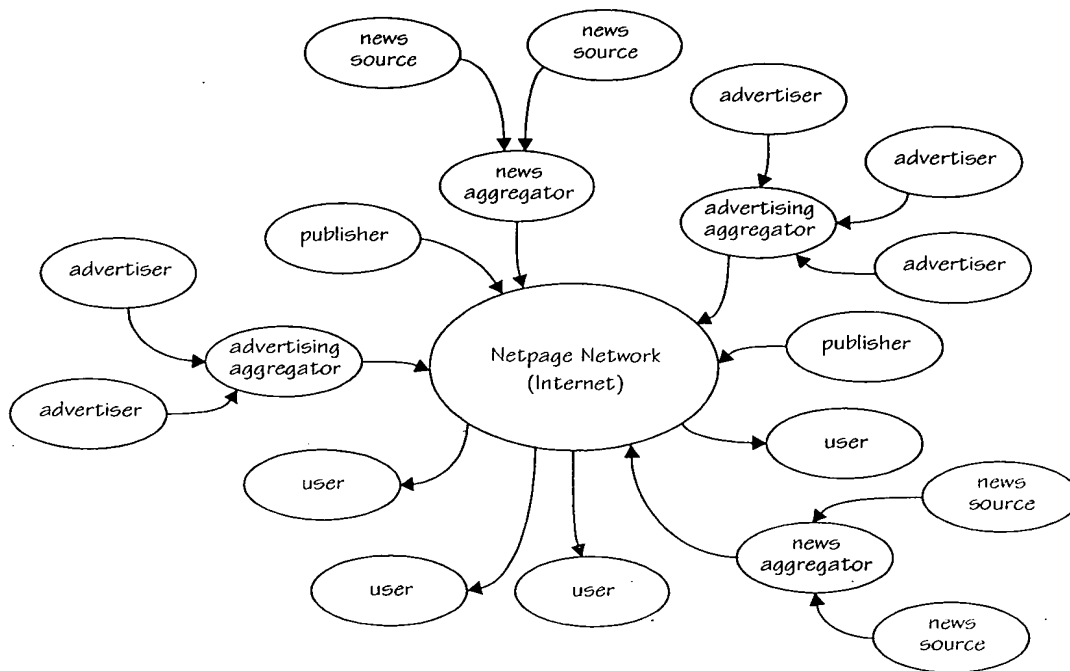 news
source
news
source
advertiser
advertiser
news
aggregator
advertising
aggregator
publisher
advertiser
advertiser
publisher
advertising
aggregator
Netpage Network
(Internet)
advertiser
user
user
news
source
news
aggregator
user
user
news
source